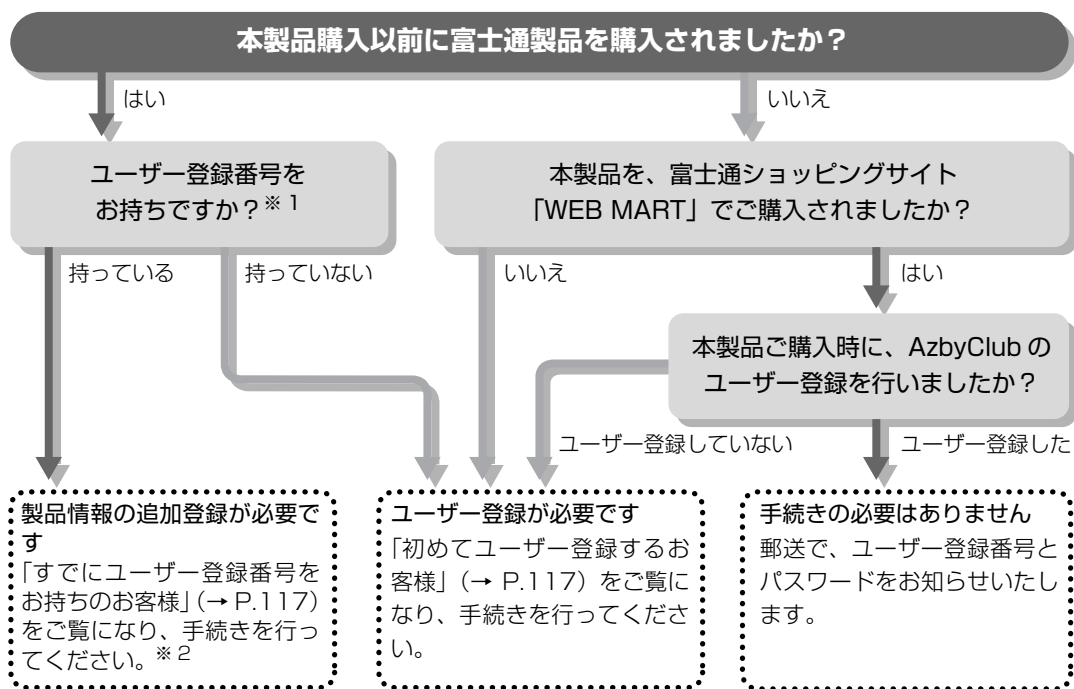 本製品購入以前に富士通製品を購入されましたか？
はい
いいえ
ユーザー登録番号を
お持ちですか？※1
本製品を、富士通ショッピングサイト
「WEB MART」でご購入されましたか？
持っている
持っていない
いいえ
はい
本製品ご購入時に、AzbyClub の
ユーザー登録を行いましたか？
ユーザー登録していない
ユーザー登録した
製品情報の追加登録が必要で
す
「すでにユーザー登録番号を
お持ちのお客様」（→ P.117）
をご覧になり、手続きを行っ
てください。※2
ユーザー登録が必要です
「初めてユーザー登録するお
客様」（→ P.117）をご覧に
なり、手続きを行ってくださ
い。
手続きの必要はありません
郵送で、ユーザー登録番号と
パスワードをお知らせいたし
ます。